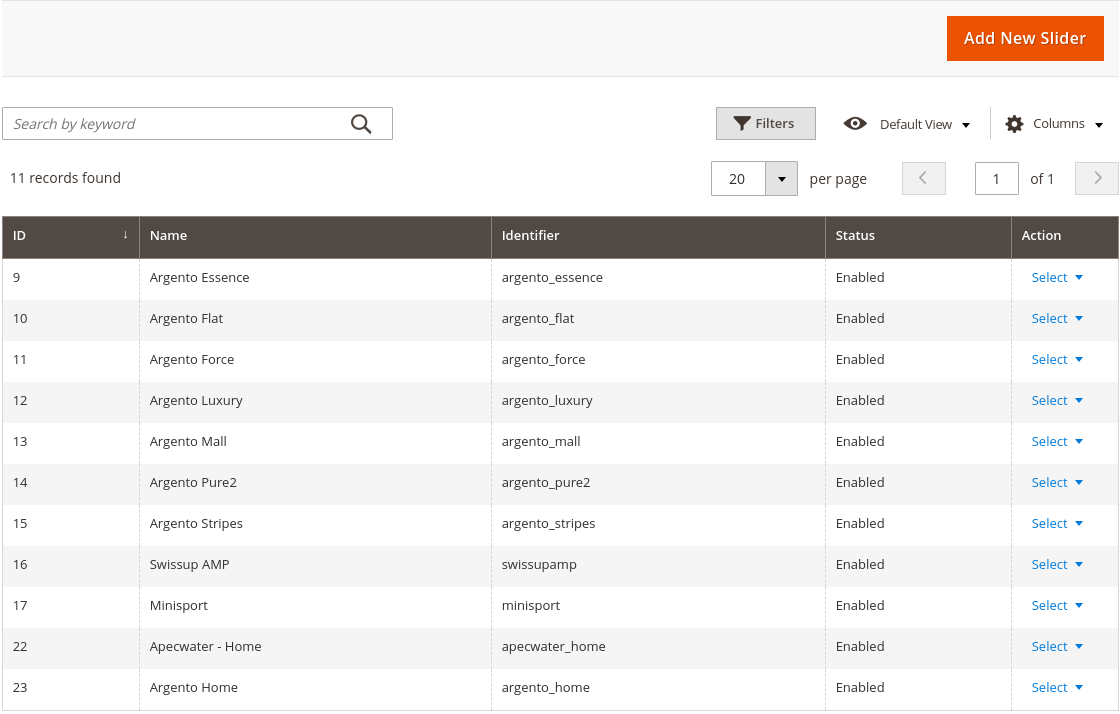 Add New Slider
Search by keyword
Filters
Default View
Columns
11 records found
20
per page
1
of 1
ID ↓ Name Identifier Status Action
9 Argento Essence argento_essence Enabled Select
10 Argento Flat argento_flat Enabled Select
11 Argento Force argento_force Enabled Select
12 Argento Luxury argento_luxury Enabled Select
13 Argento Mall argento_mall Enabled Select
14 Argento Pure2 argento_pure2 Enabled Select
15 Argento Stripes argento_stripes Enabled Select
16 Swissup AMP swissupamp Enabled Select
17 Minisport minisport Enabled Select
22 Apecwater - Home apecwater_home Enabled Select
23 Argento Home argento_home Enabled Select